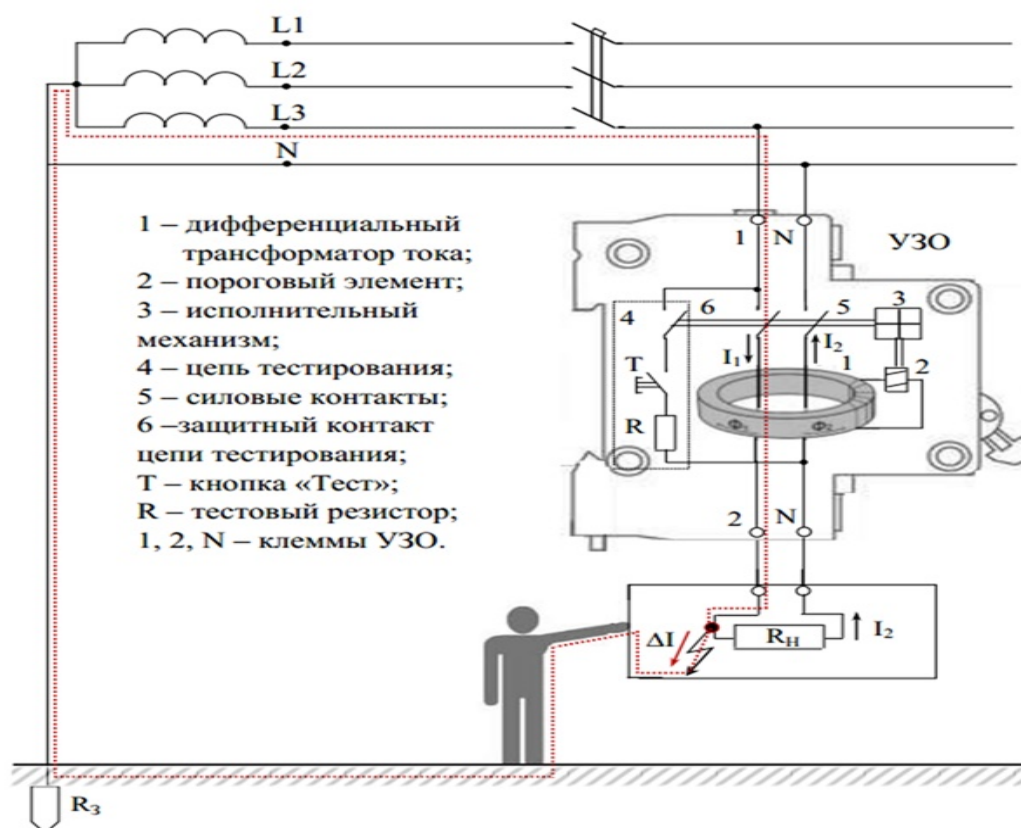 L1
L2
L3
N
1 – дифференциальный
трансформатор тока;
2 – пороговый элемент;
3 – исполнительный
механизм;
4 – цепь тестирования;
5 – силовые контакты;
6 –защитный контакт
цепи тестирования;
Т – кнопка «Тест»;
R – тестовый резистор;
1, 2, N – клеммы УЗО.
1 N
УЗО
4 6 5 3
I₁ I₂ 1 2
T
R
Ф Ф
2 N
ΔI Rн I₂
R₃